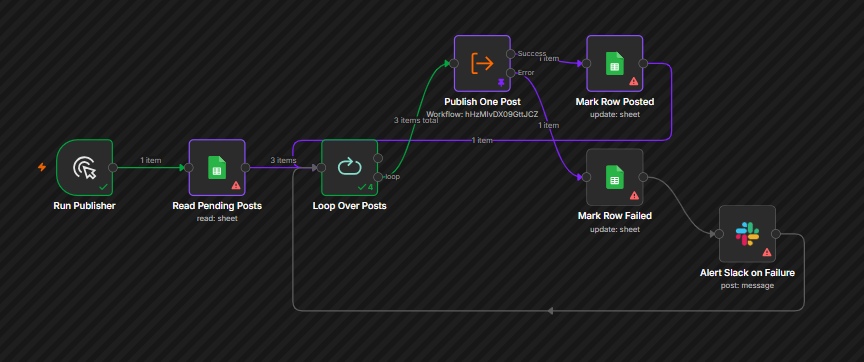 Success
1 item
Error
Publish One Post
Mark Row Posted
update: sheet
3 items total
1 item
1 item
1 item
3 items
loop
4
Run Publisher
Read Pending Posts
read: sheet
Loop Over Posts
Mark Row Failed
update: sheet
Alert Slack on Failure
post: message